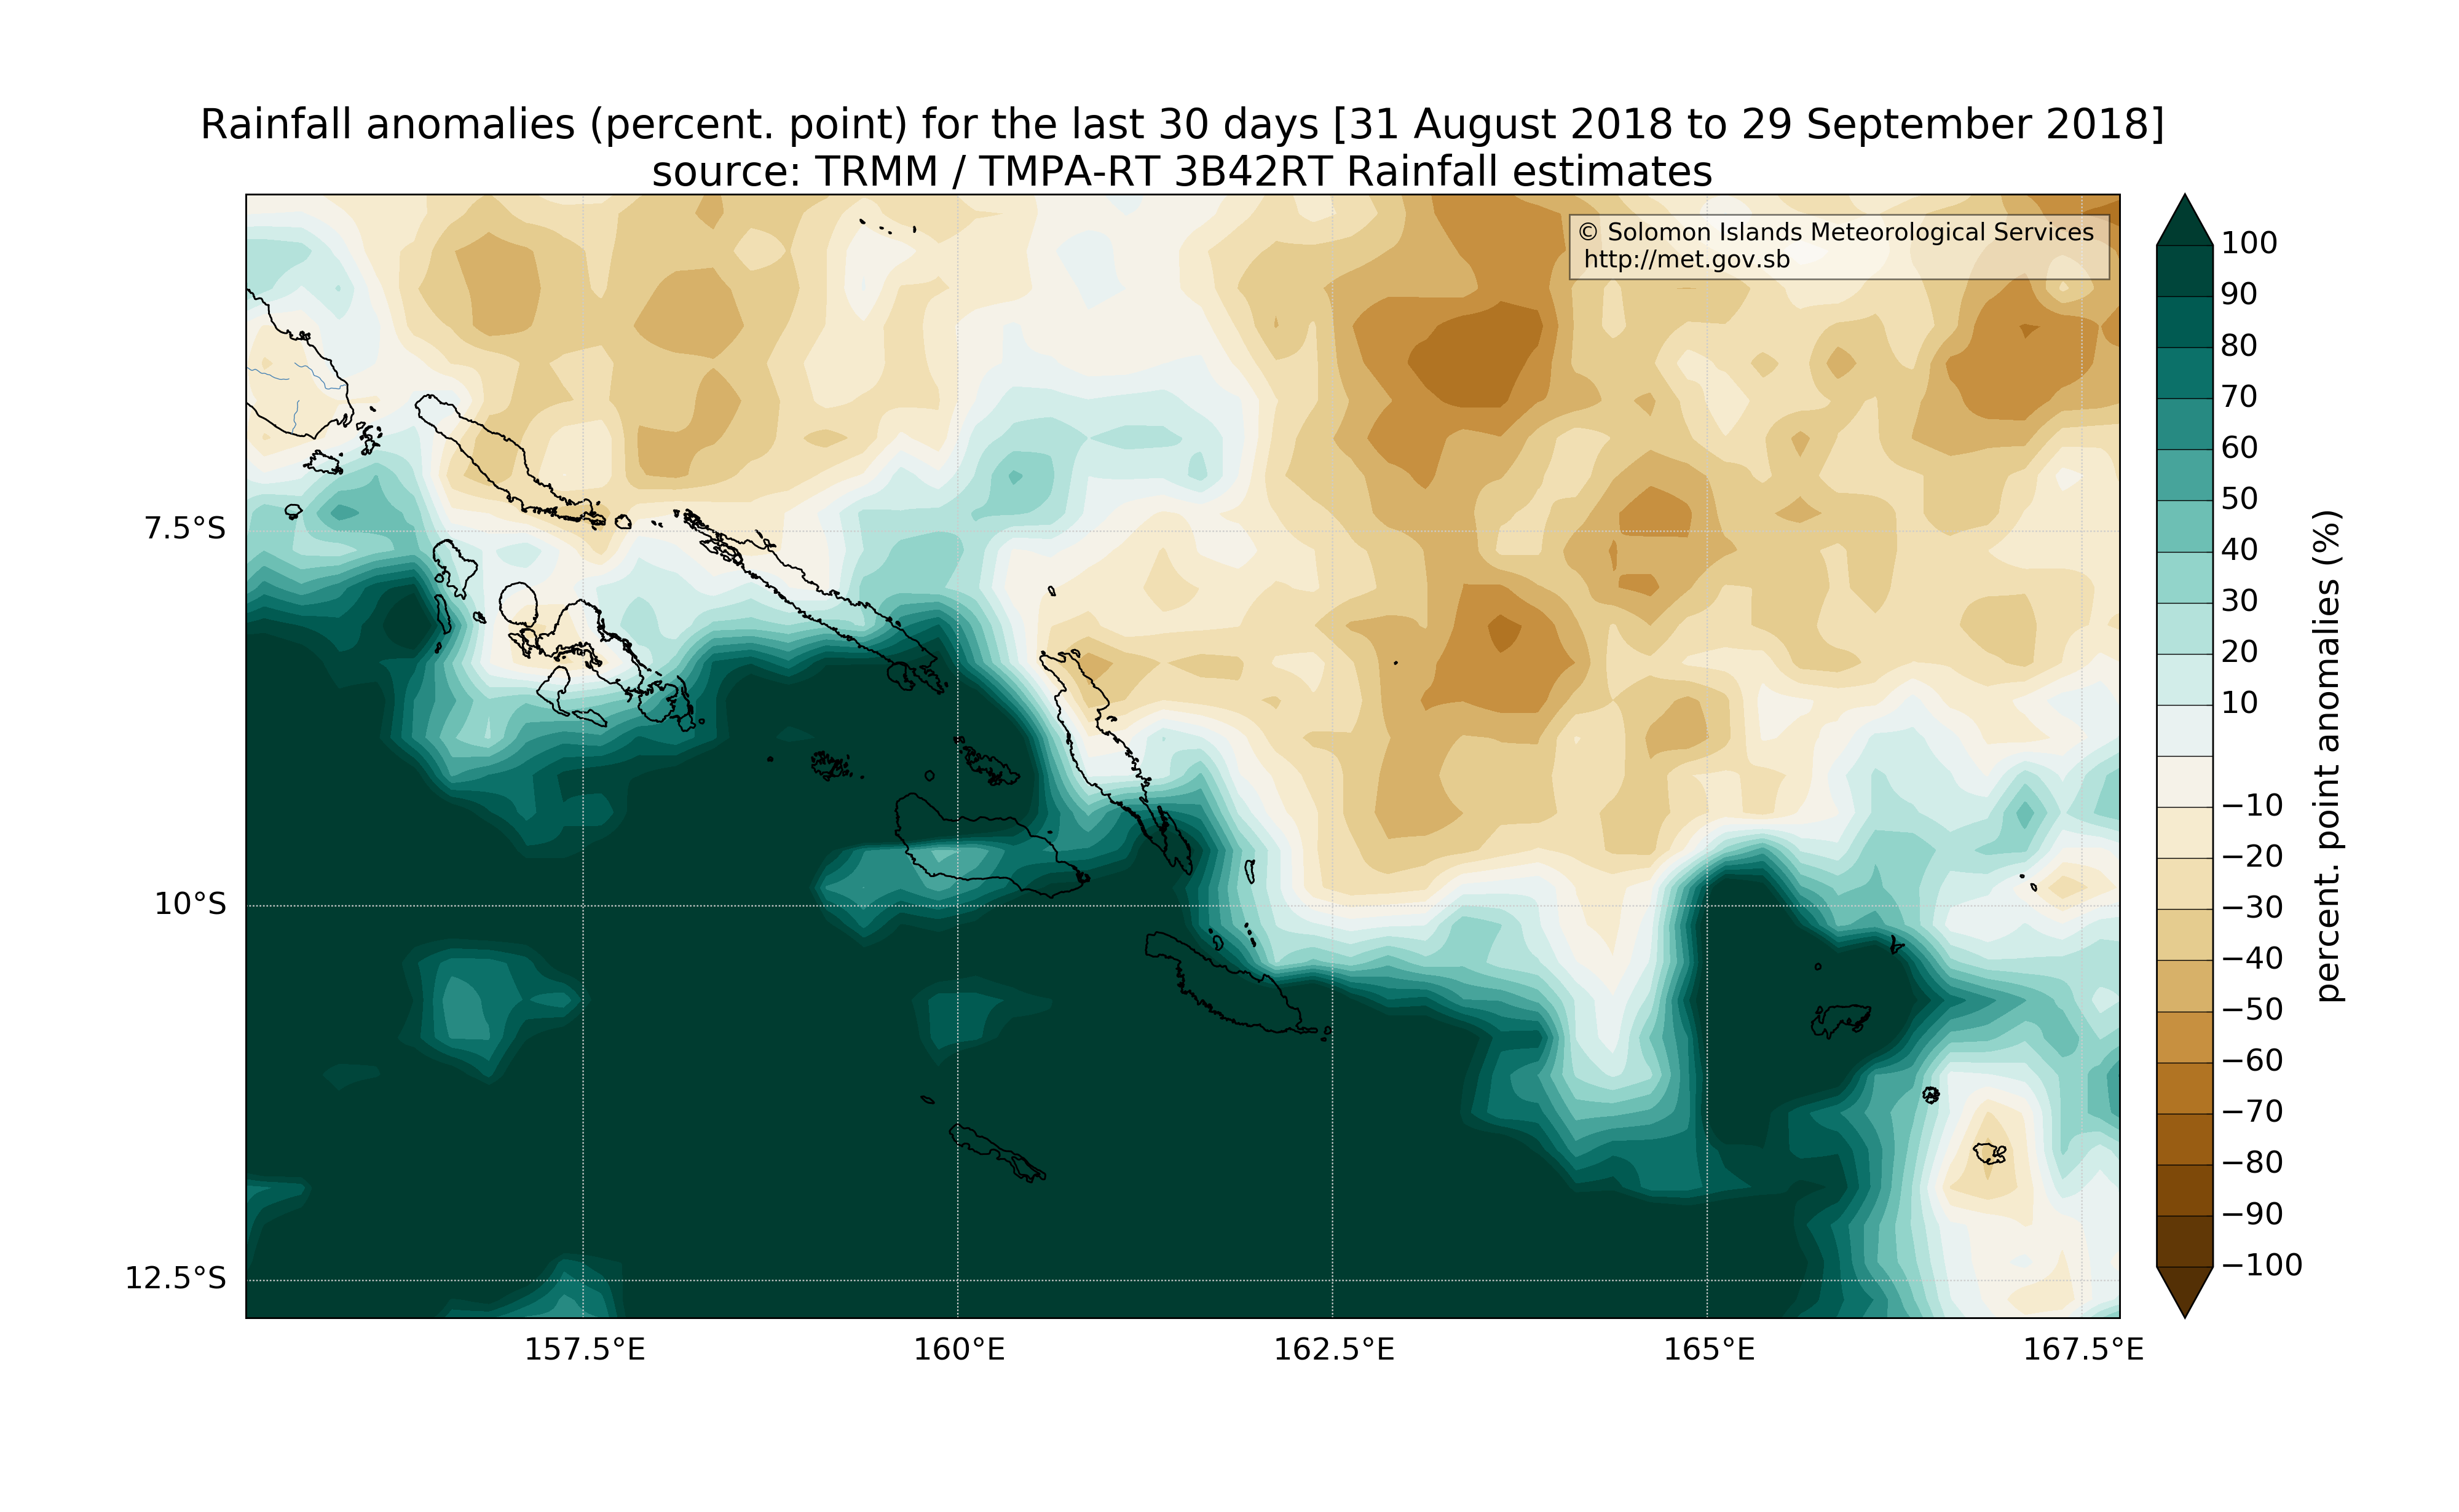 Rainfall anomalies (percent. point) for the last 30 days [31 August 2018 to 29 September 2018]
source: TRMM / TMPA-RT 3B42RT Rainfall estimates
© Solomon Islands Meteorological Services
http://met.gov.sb
7.5°S
10°S
12.5°S
157.5°E
160°E
162.5°E
165°E
167.5°E
100
90
80
70
60
50
40
30
20
10
−10
−20
−30
−40
−50
−60
−70
−80
−90
−100
percent. point anomalies (%)